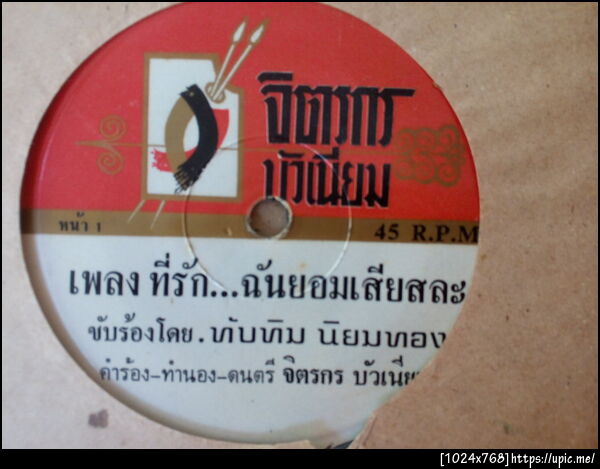 จิตรกร
บัวเนียม
หน้า 1
45 R.P.M
เพลง ที่รัก...ฉันยอมเสียสละ
ขับร้องโดย.ทับทิม นิยมทอง
คำร้อง-ทำนอง-ดนตรี จิตรกร บัวเนีย
[1024x768]https://upic.me/